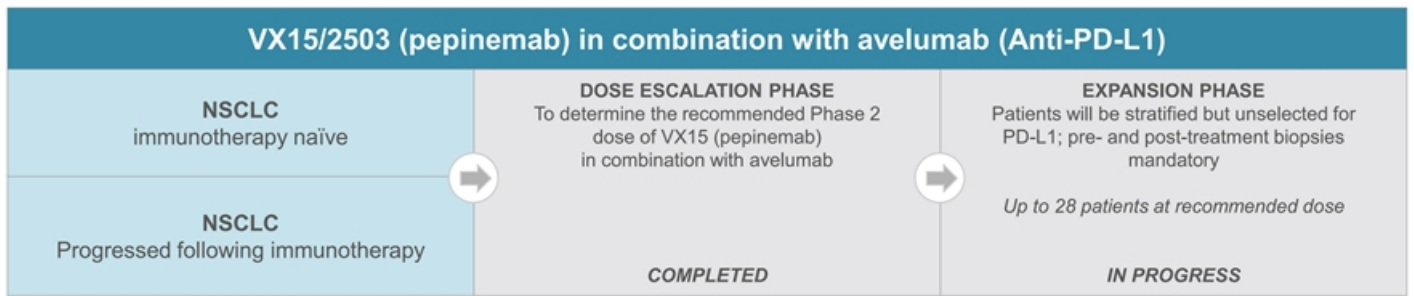 VX15/2503 (pepinemab) in combination with avelumab (Anti-PD-L1)
NSCLC
immunotherapy naïve
NSCLC
Progressed following immunotherapy
DOSE ESCALATION PHASE
To determine the recommended Phase 2
dose of VX15 (pepinemab)
in combination with avelumab
COMPLETED
EXPANSION PHASE
Patients will be stratified but unselected for
PD-L1; pre- and post-treatment biopsies
mandatory
Up to 28 patients at recommended dose
IN PROGRESS